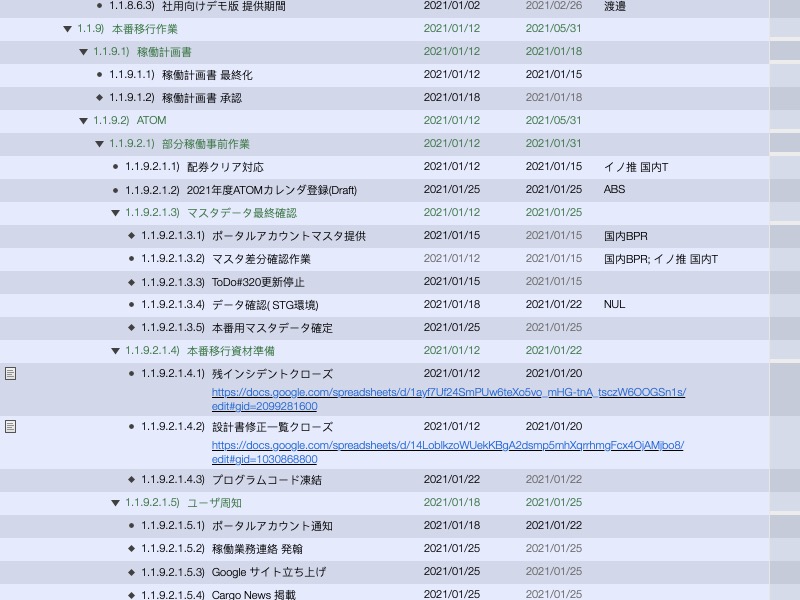 1.1.8.6.3) 社用向けデモ版 提供期間 2021/01/02 2021/02/26 渡邉
1.1.9) 本番移行作業 2021/01/12 2021/05/31
1.1.9.1) 稼働計画書 2021/01/12 2021/01/18
1.1.9.1.1) 稼働計画書 最終化 2021/01/12 2021/01/15
1.1.9.1.2) 稼働計画書 承認 2021/01/18 2021/01/18
1.1.9.2) ATOM 2021/01/12 2021/05/31
1.1.9.2.1) 部分稼働事前作業 2021/01/12 2021/01/31
1.1.9.2.1.1) 配券クリア対応 2021/01/12 2021/01/15 イノ推 国内T
1.1.9.2.1.2) 2021年度ATOMカレンダ登録(Draft) 2021/01/25 2021/01/25 ABS
1.1.9.2.1.3) マスタデータ最終確認 2021/01/12 2021/01/25
1.1.9.2.1.3.1) ポータルアカウントマスタ提供 2021/01/15 2021/01/15 国内BPR
1.1.9.2.1.3.2) マスタ差分確認作業 2021/01/12 2021/01/15 国内BPR; イノ推 国内T
1.1.9.2.1.3.3) ToDo#320更新停止 2021/01/15 2021/01/15
1.1.9.2.1.3.4) データ確認( STG環境) 2021/01/18 2021/01/22 NUL
1.1.9.2.1.3.5) 本番用マスタデータ確定 2021/01/25 2021/01/25
1.1.9.2.1.4) 本番移行資材準備 2021/01/12 2021/01/22
1.1.9.2.1.4.1) 残インシデントクローズ 2021/01/12 2021/01/20
https://docs.google.com/spreadsheets/d/1ayf7Uf24SmPUw6teXo5vo_mHG-tnA_tsczW6OOGSn1s/
edit#gid=2099281600
1.1.9.2.1.4.2) 設計書修正一覧クローズ 2021/01/12 2021/01/20
https://docs.google.com/spreadsheets/d/14LoblkzoWUekKBgA2dsmp5mhXqrrhmgFcx4OjAMjbo8/
edit#gid=1030868800
1.1.9.2.1.4.3) プログラムコード凍結 2021/01/22 2021/01/22
1.1.9.2.1.5) ユーザ周知 2021/01/18 2021/01/25
1.1.9.2.1.5.1) ポータルアカウント通知 2021/01/18 2021/01/22
1.1.9.2.1.5.2) 稼働業務連絡 発翰 2021/01/25 2021/01/25
1.1.9.2.1.5.3) Google サイト立ち上げ 2021/01/25 2021/01/25
1.1.9.2.1.5.4) Cargo News 掲載 2021/01/25 2021/01/25